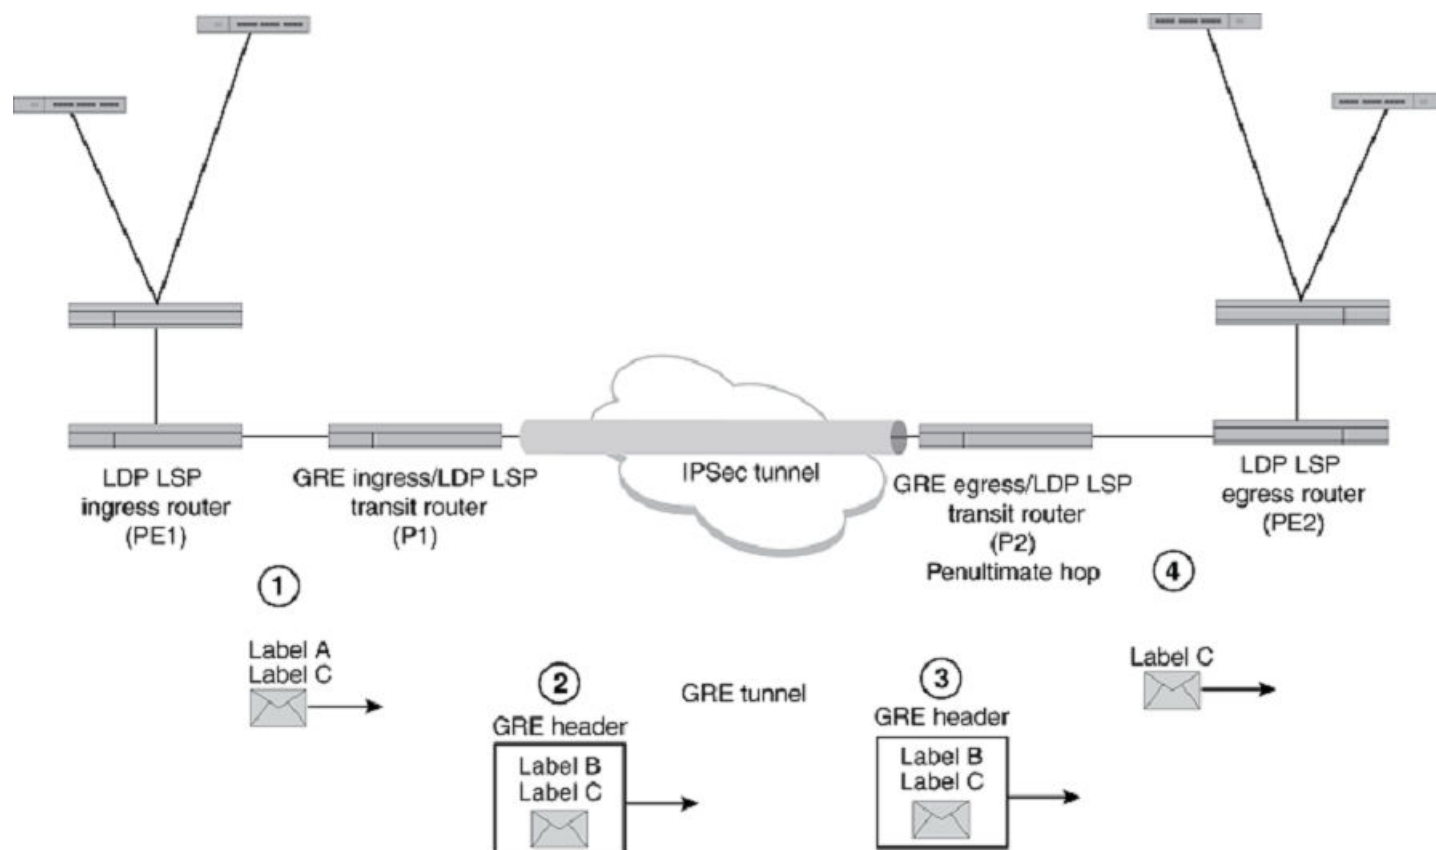 IPSec tunnel
LDP LSP
ingress router
(PE1)
GRE ingress/LDP LSP
transit router
(P1)
GRE egress/LDP LSP
transit router
(P2)
Penultimate hop
LDP LSP
egress router
(PE2)
1
Label A
Label C
2
GRE header
Label B
Label C
GRE tunnel
3
GRE header
Label B
Label C
4
Label C